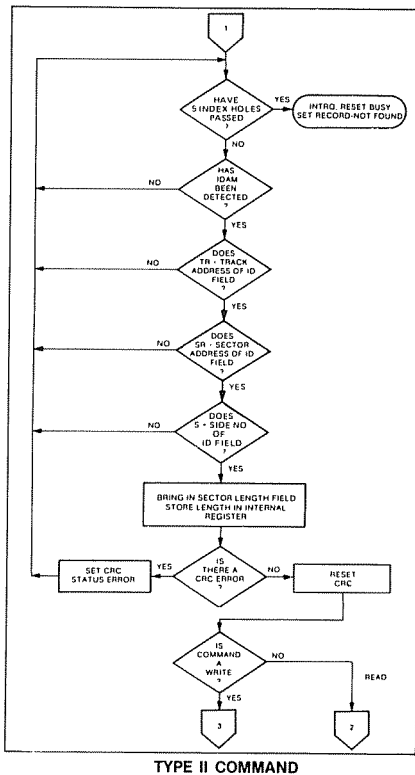 1
HAVE
5 INDEX HOLES
PASSED
?
YES
INTRQ. RESET BUSY
SET RECORD-NOT FOUND
NO
HAS
IDAM
BEEN
DETECTED
?
NO
YES
DOES
TR = TRACK
ADDRESS OF ID
FIELD
?
NO
YES
DOES
SR = SECTOR
ADDRESS OF ID
FIELD
?
NO
YES
DOES
S = SIDE NO
OF
ID FIELD
?
NO
YES
BRING IN SECTOR LENGTH FIELD
STORE LENGTH IN INTERNAL
REGISTER
IS
THERE A
CRC ERROR
?
YES
SET CRC
STATUS ERROR
NO
RESET
CRC
IS
COMMAND
A
WRITE
?
NO
READ
YES
3
2
TYPE II COMMAND